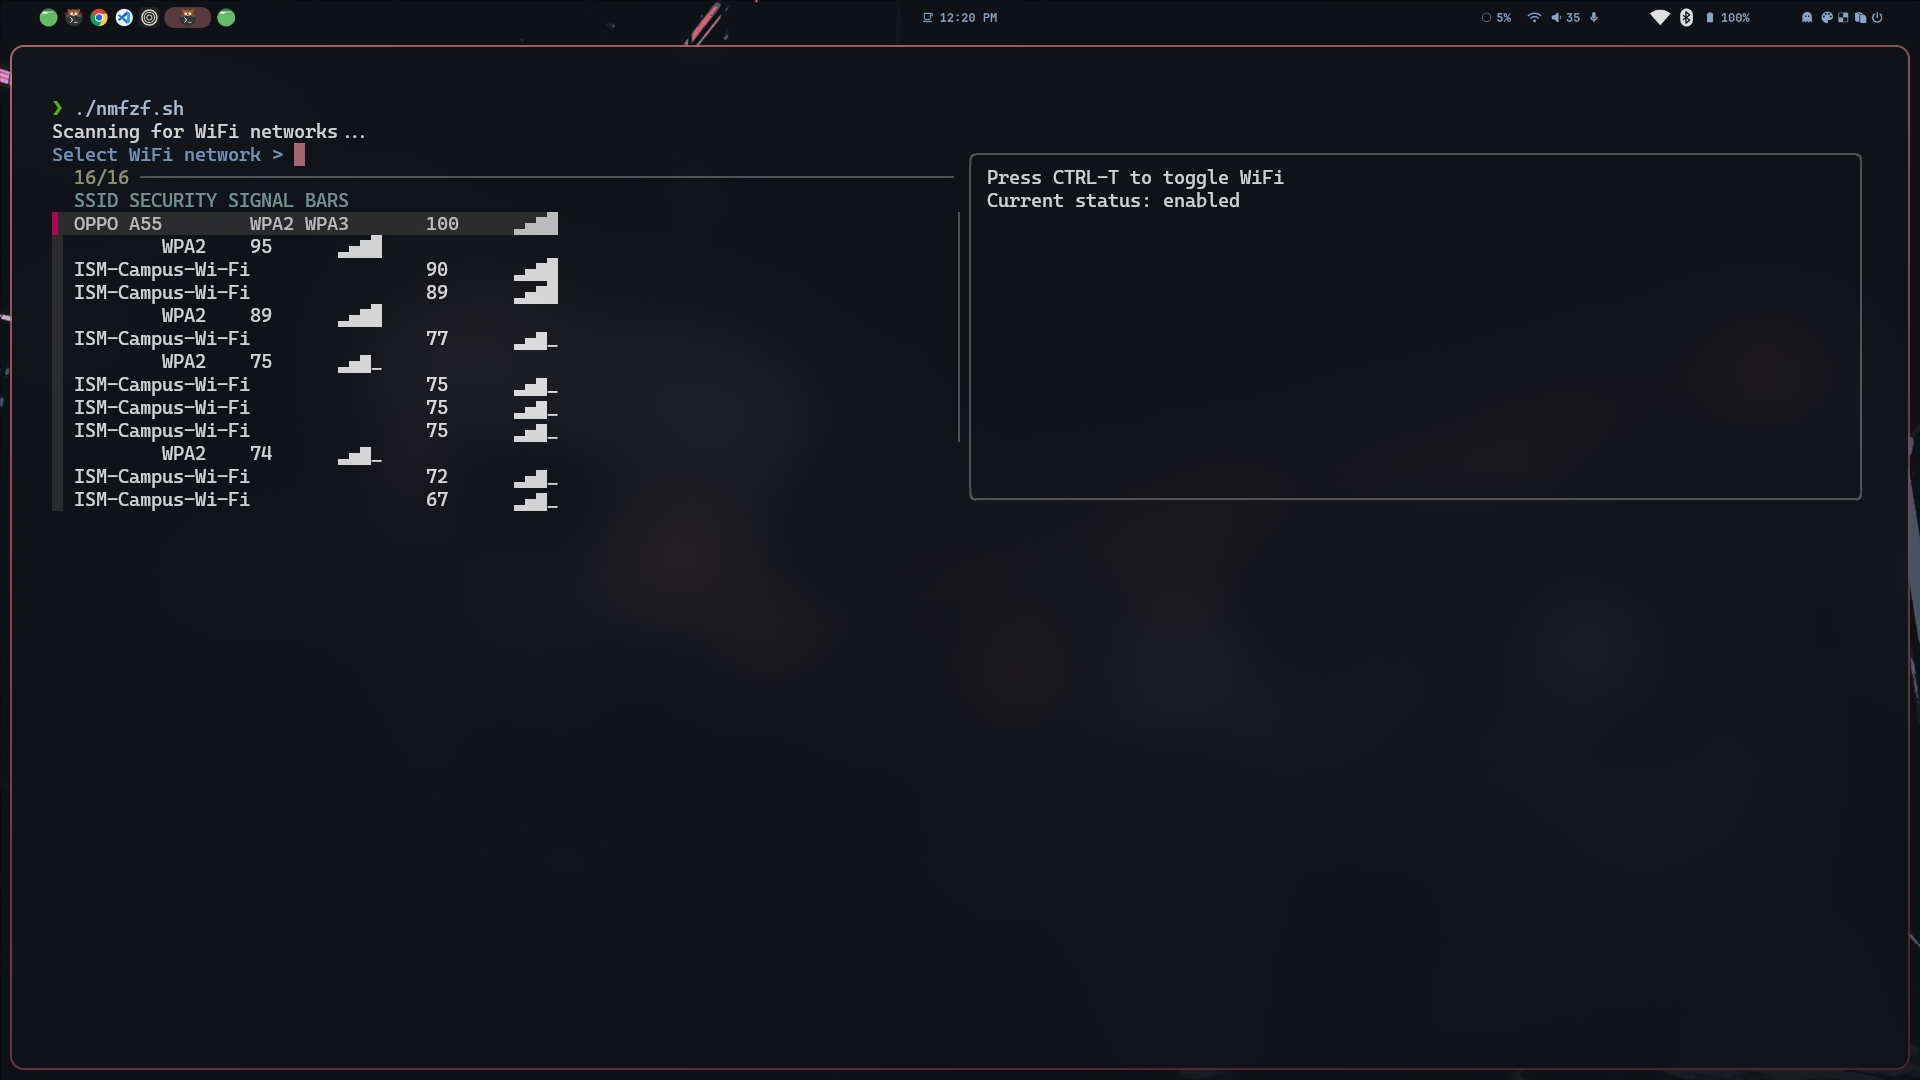 12:20 PM
5% 35 100%
❯ ./nmfzf.sh
Scanning for WiFi networks...
Select WiFi network >
16/16
SSID SECURITY SIGNAL BARS
OPPO A55 WPA2 WPA3 100 ▂▄▆█
WPA2 95 ▂▄▆█
ISM-Campus-Wi-Fi 90 ▂▄▆█
ISM-Campus-Wi-Fi 89 ▂▄▆█
WPA2 89 ▂▄▆█
ISM-Campus-Wi-Fi 77 ▂▄▆_
WPA2 75 ▂▄▆_
ISM-Campus-Wi-Fi 75 ▂▄▆_
ISM-Campus-Wi-Fi 75 ▂▄▆_
ISM-Campus-Wi-Fi 75 ▂▄▆_
WPA2 74 ▂▄▆_
ISM-Campus-Wi-Fi 72 ▂▄▆_
ISM-Campus-Wi-Fi 67 ▂▄▆_
Press CTRL-T to toggle WiFi
Current status: enabled